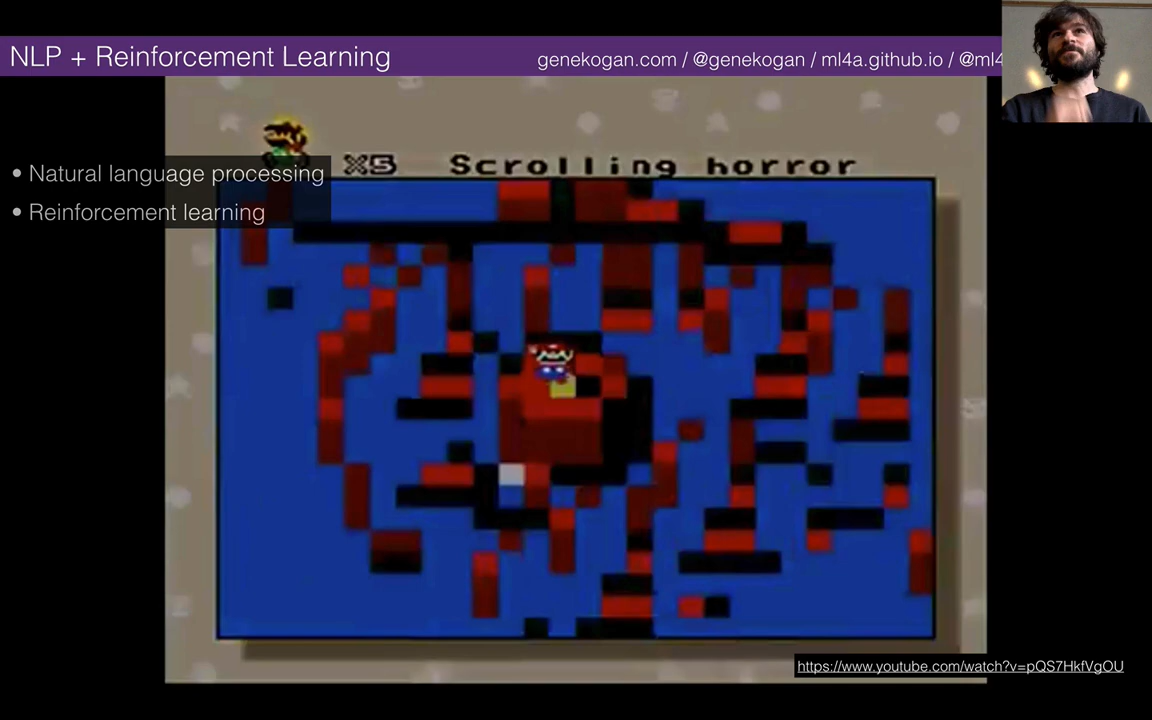 NLP + Reinforcement Learning
genekogan.com / @genekogan / ml4a.github.io / @ml4
X5 Scrolling horror
• Natural language processing
• Reinforcement learning
https://www.youtube.com/watch?v=pQS7HkfVgOU